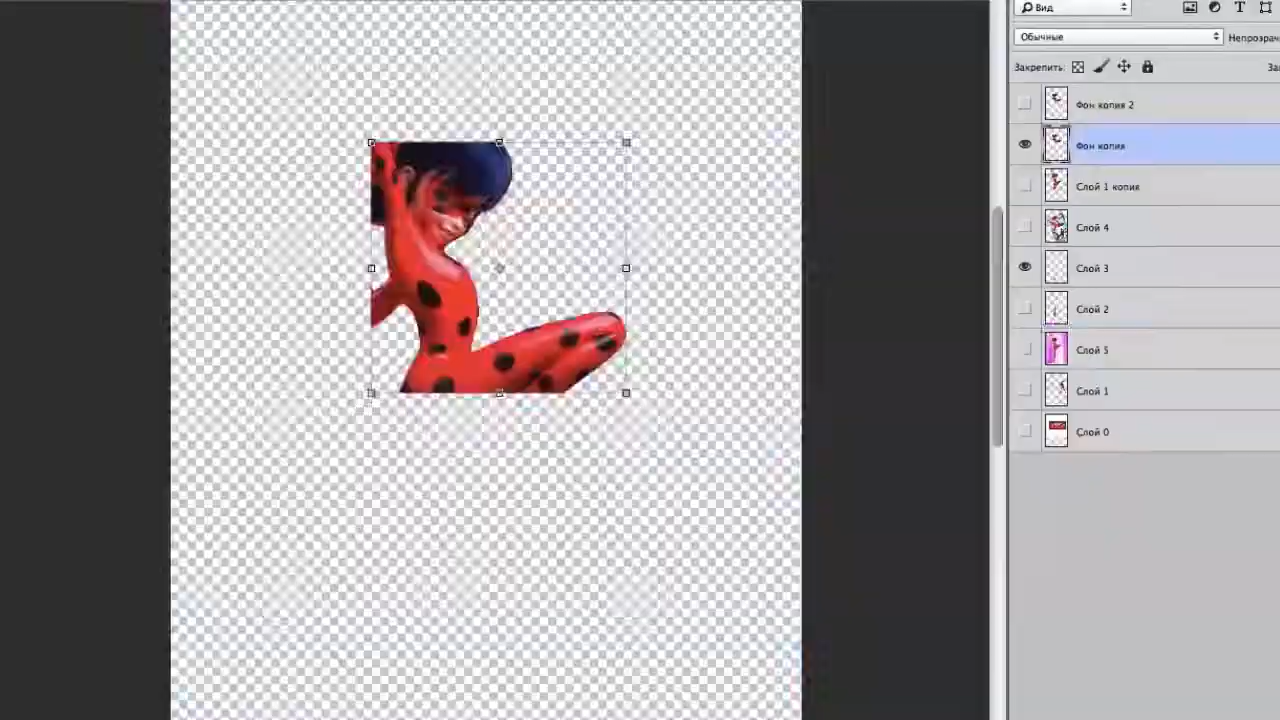 Вид
Обычные
Непрозрач
Закрепить:
За
Фон копия 2
Фон копия
Слой 1 копия
Слой 4
Слой 3
Слой 2
Слой 5
Слой 1
Слой 0